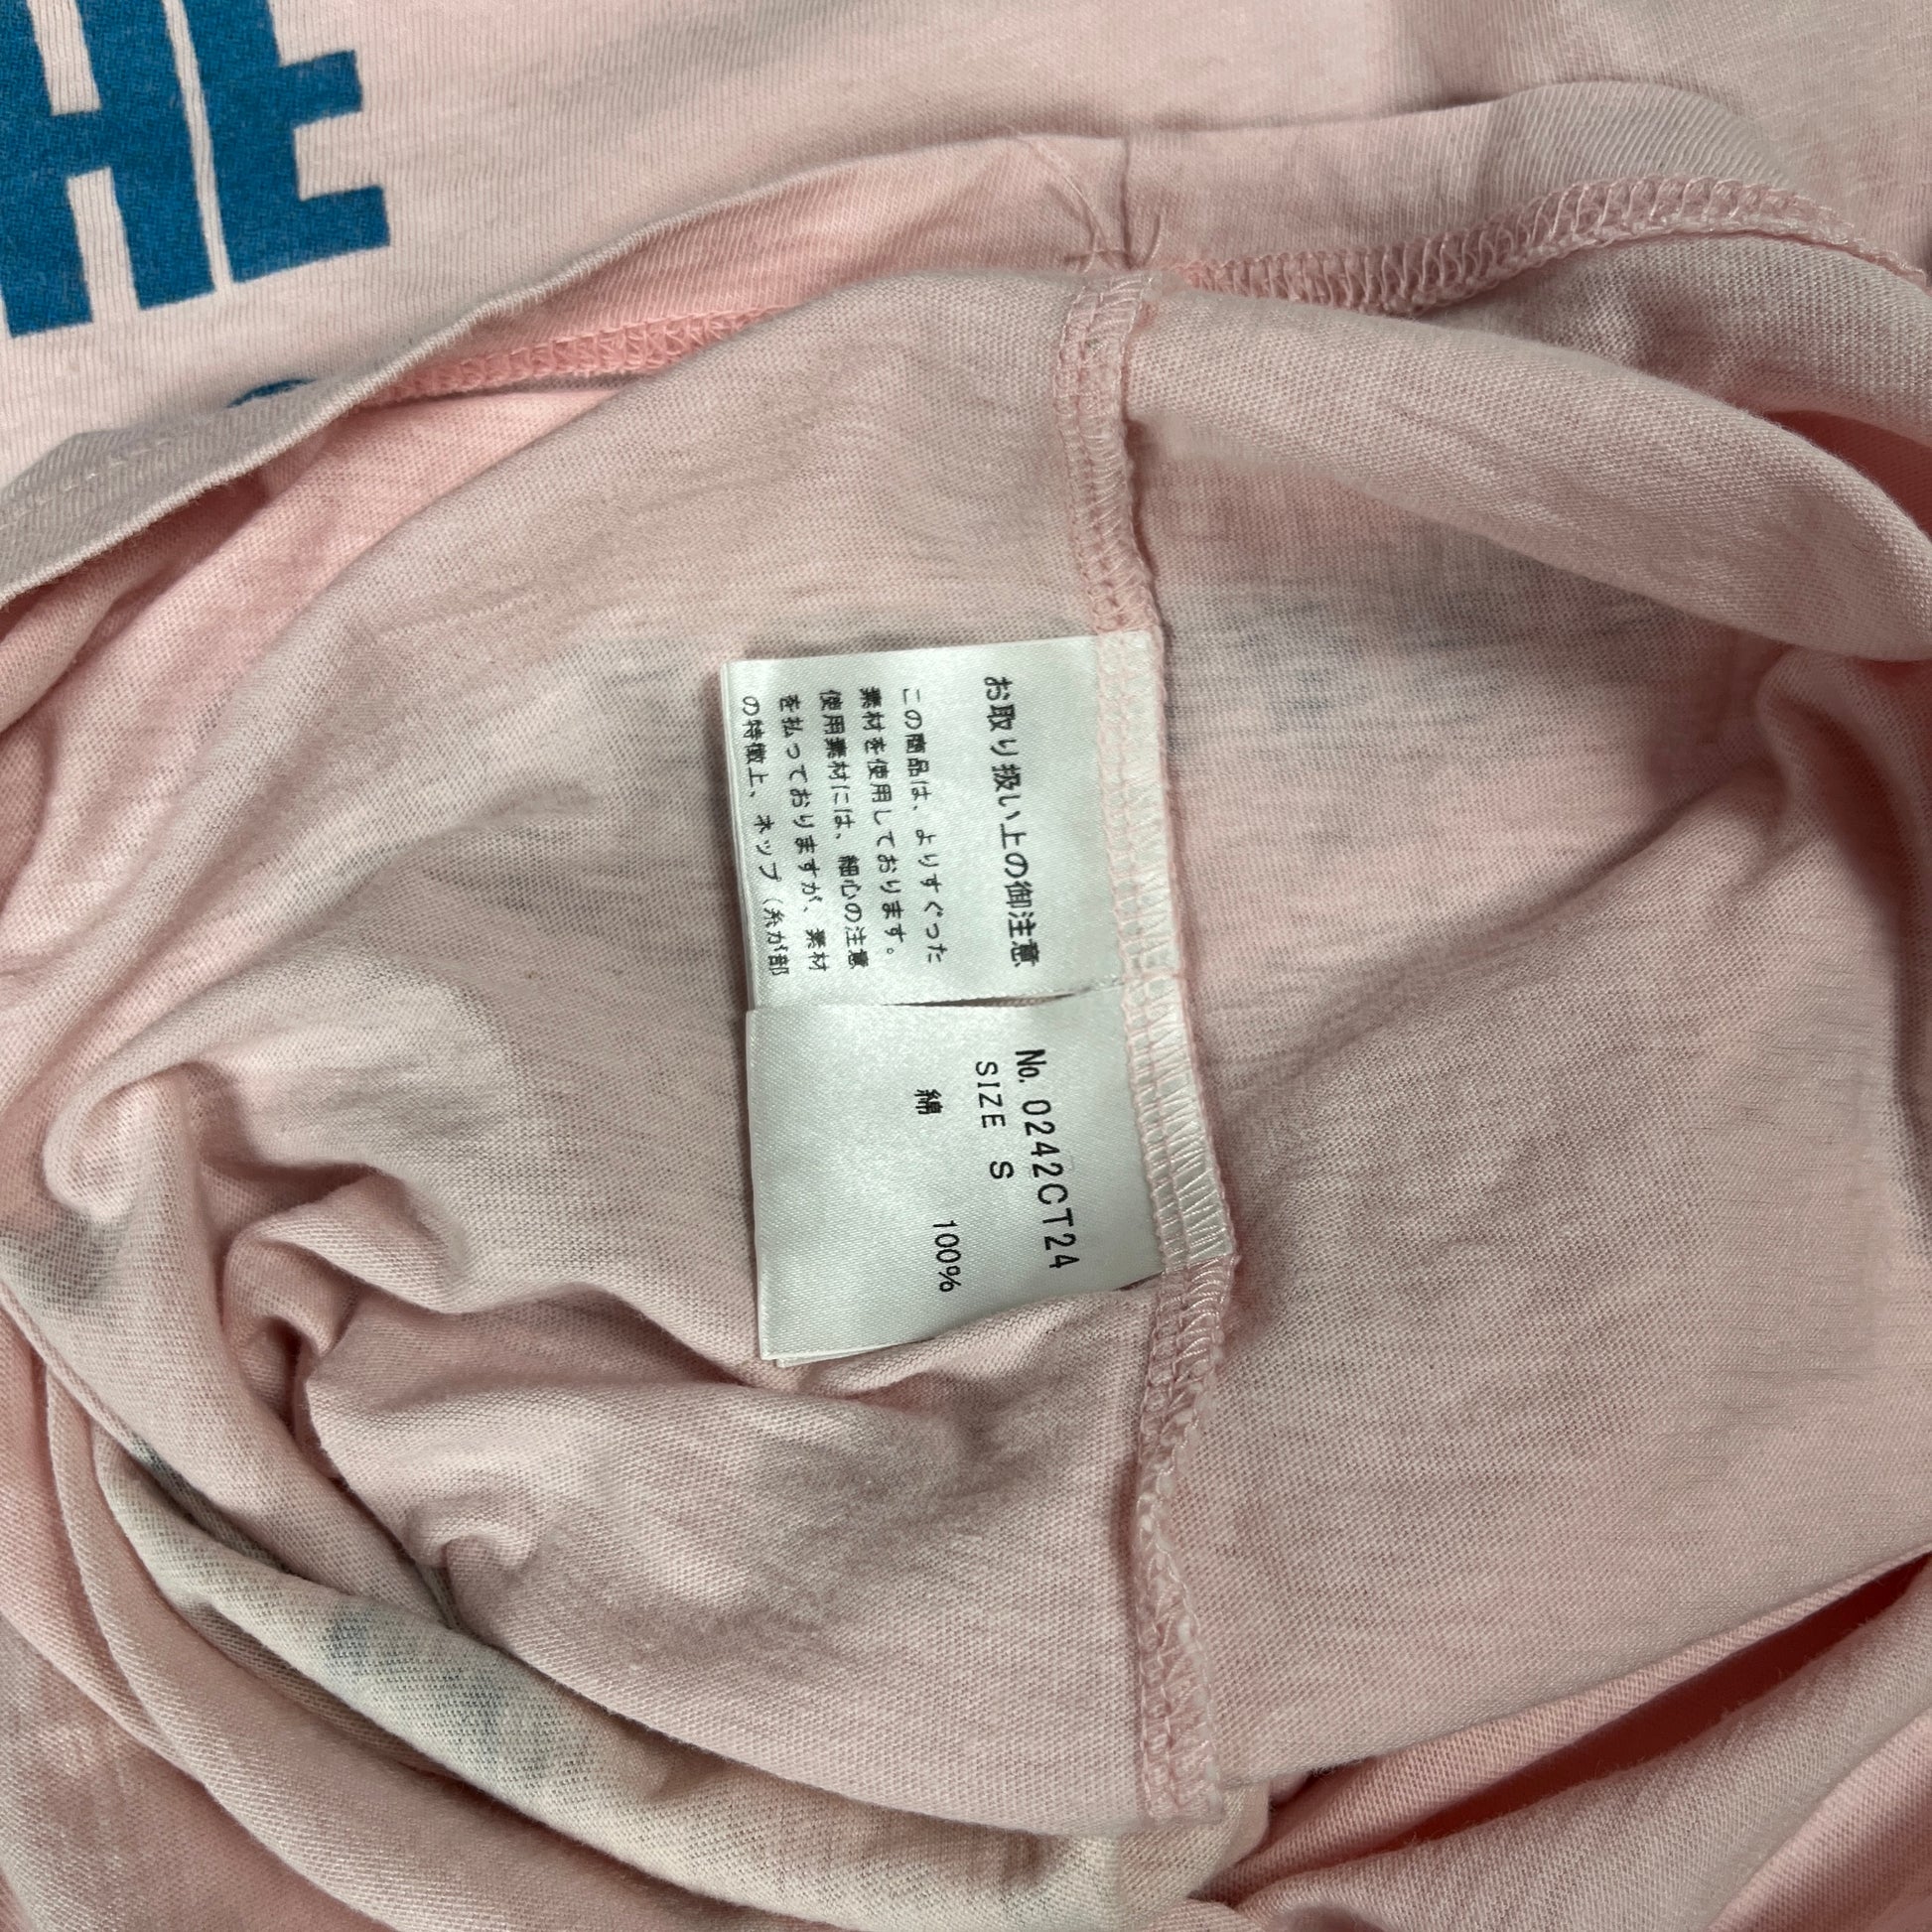 HE
お取り扱い上の御注意
この商品は、よりすぐった
素材を使用しております。
使用素材には、細心の注意
を払っておりますが、素材
の特徴上、ネップ（糸が部
No. 0242CT24
SIZE S
綿 100%